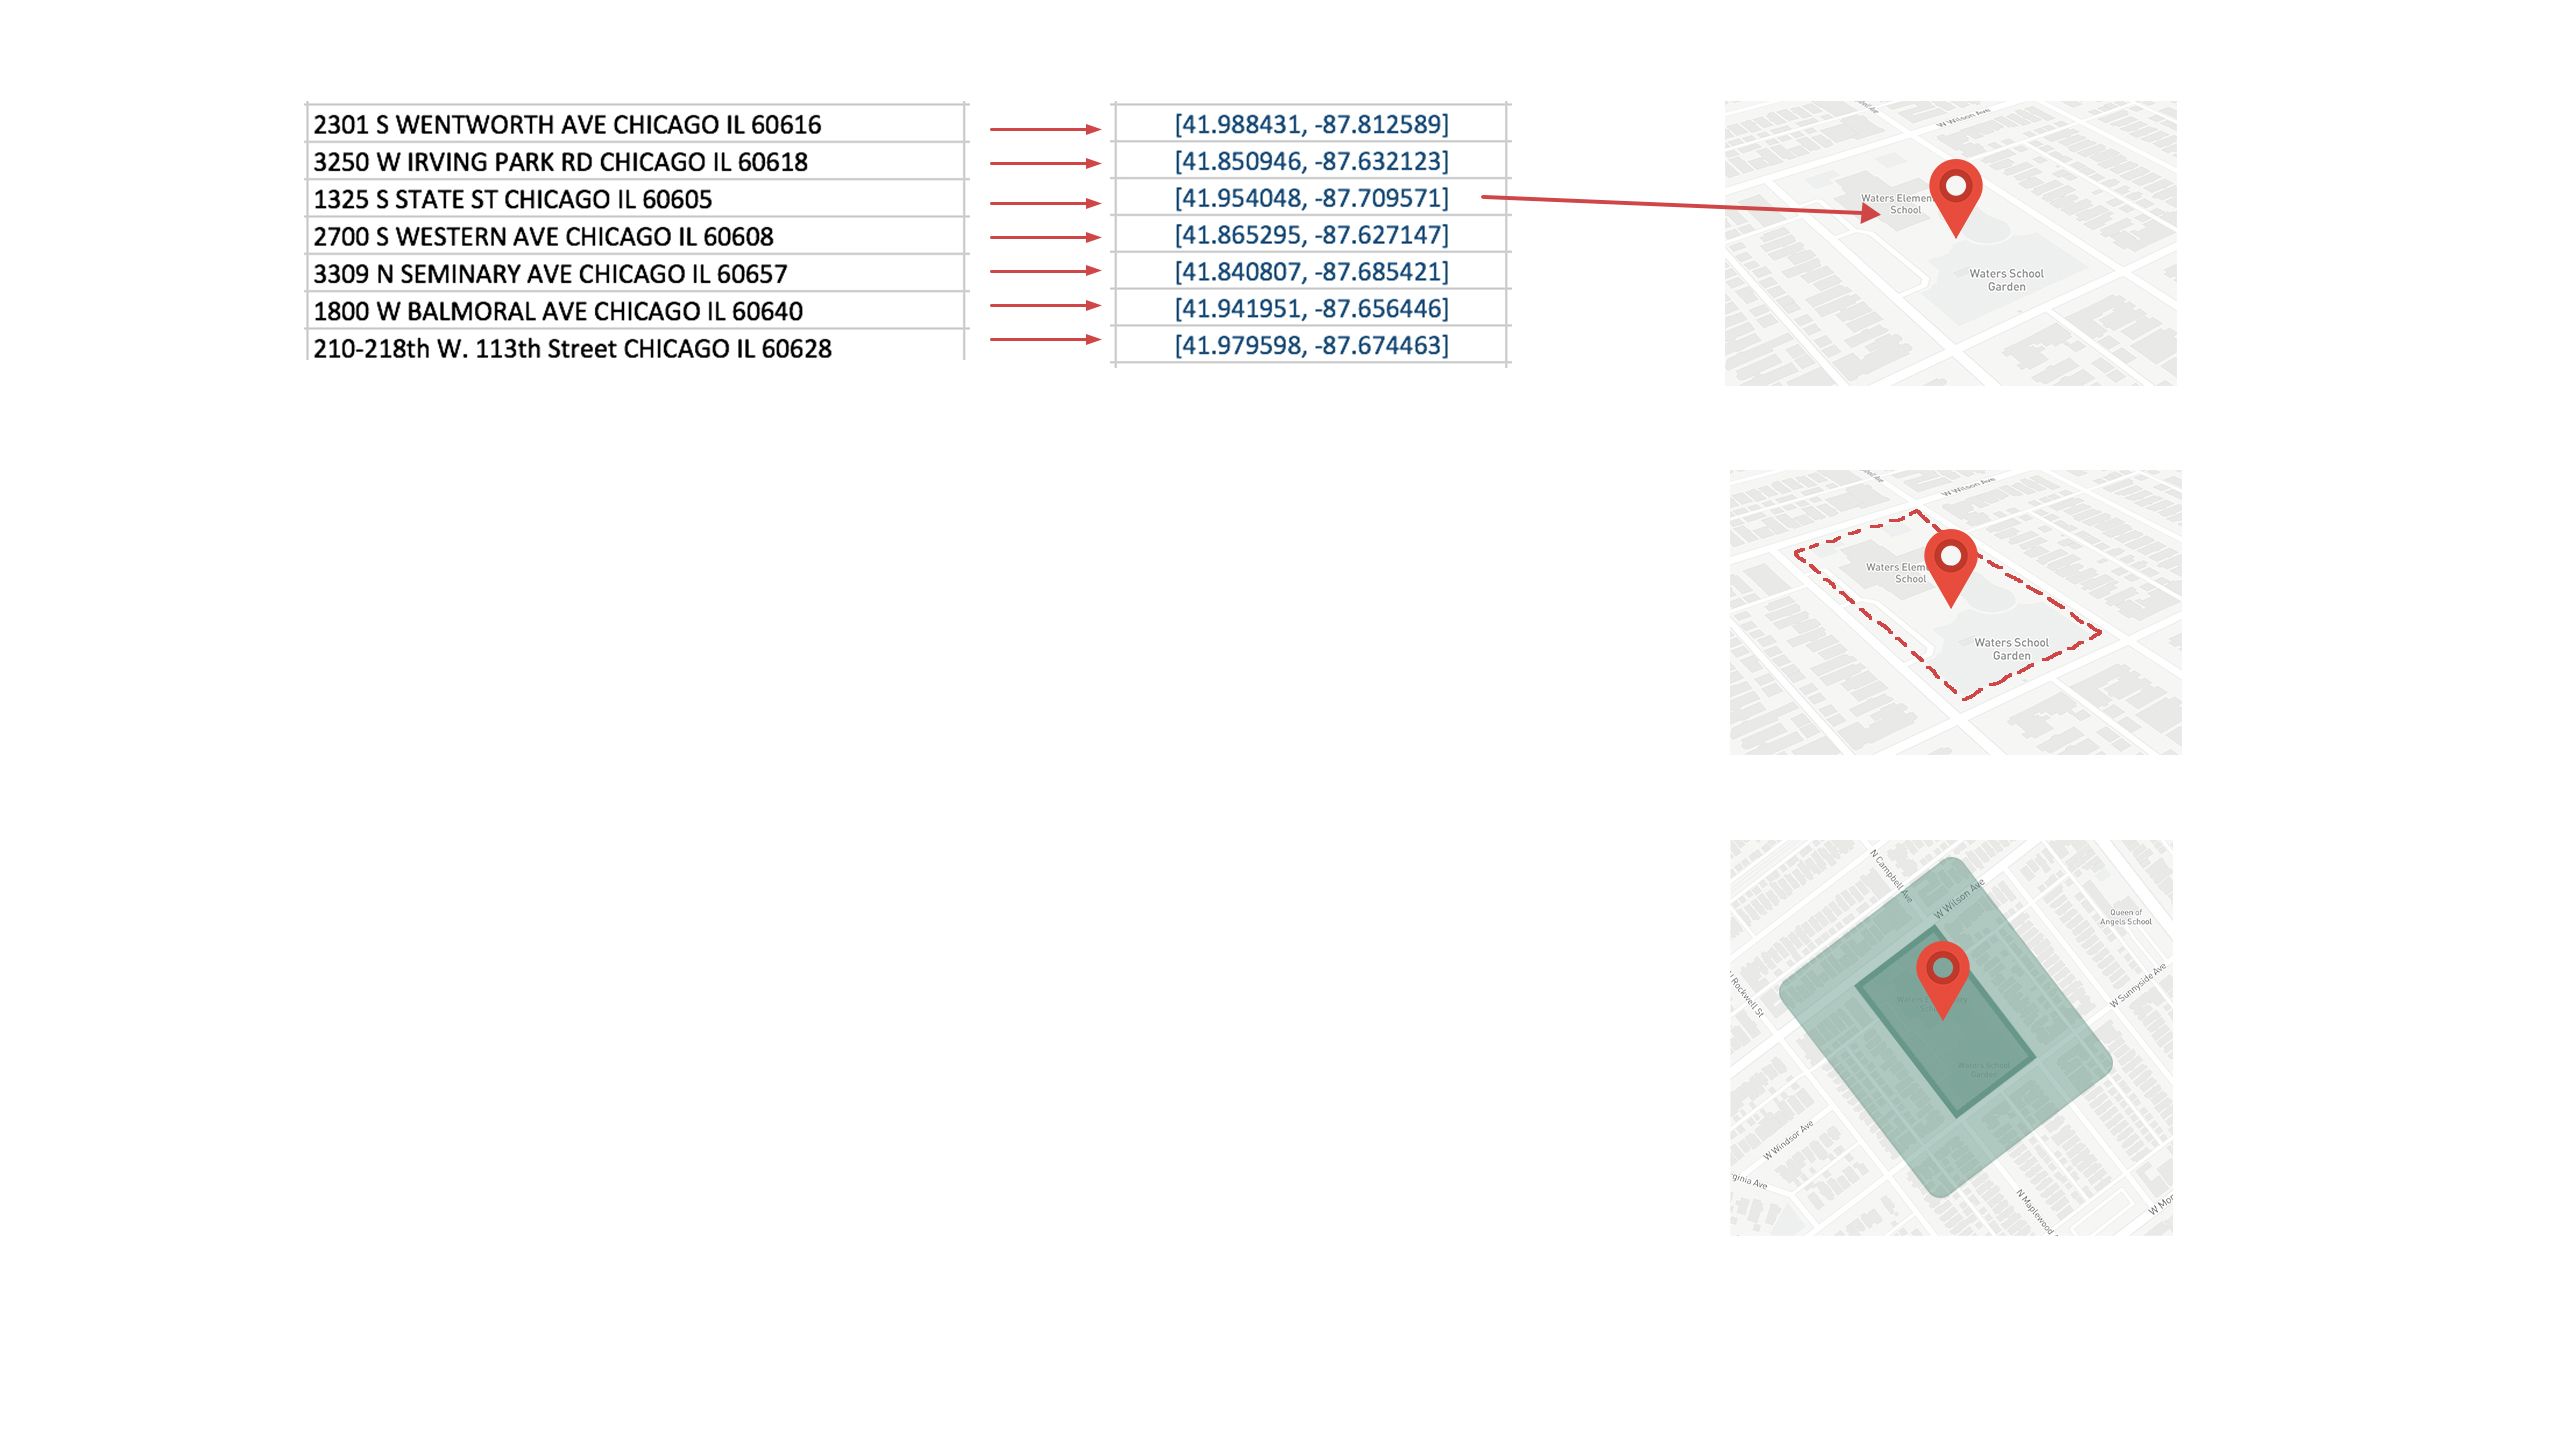 2301 S WENTWORTH AVE CHICAGO IL 60616
3250 W IRVING PARK RD CHICAGO IL 60618
1325 S STATE ST CHICAGO IL 60605
2700 S WESTERN AVE CHICAGO IL 60608
3309 N SEMINARY AVE CHICAGO IL 60657
1800 W BALMORAL AVE CHICAGO IL 60640
210-218th W. 113th Street CHICAGO IL 60628
[41.988431, -87.812589]
[41.850946, -87.632123]
[41.954048, -87.709571]
[41.865295, -87.627147]
[41.840807, -87.685421]
[41.941951, -87.656446]
[41.979598, -87.674463]
W Wilson Ave
Waters Elemen
School
Waters School
Garden
W Wilson Ave
Waters Eleme
School
Waters School
Garden
N Campbell Ave
W Wilson Ave
Queen of
Angels School
N Rockwell St
W Sunnyside Ave
Waters School
Garden
W Windsor Ave
ginia Ave
N Maplewood
W Mon